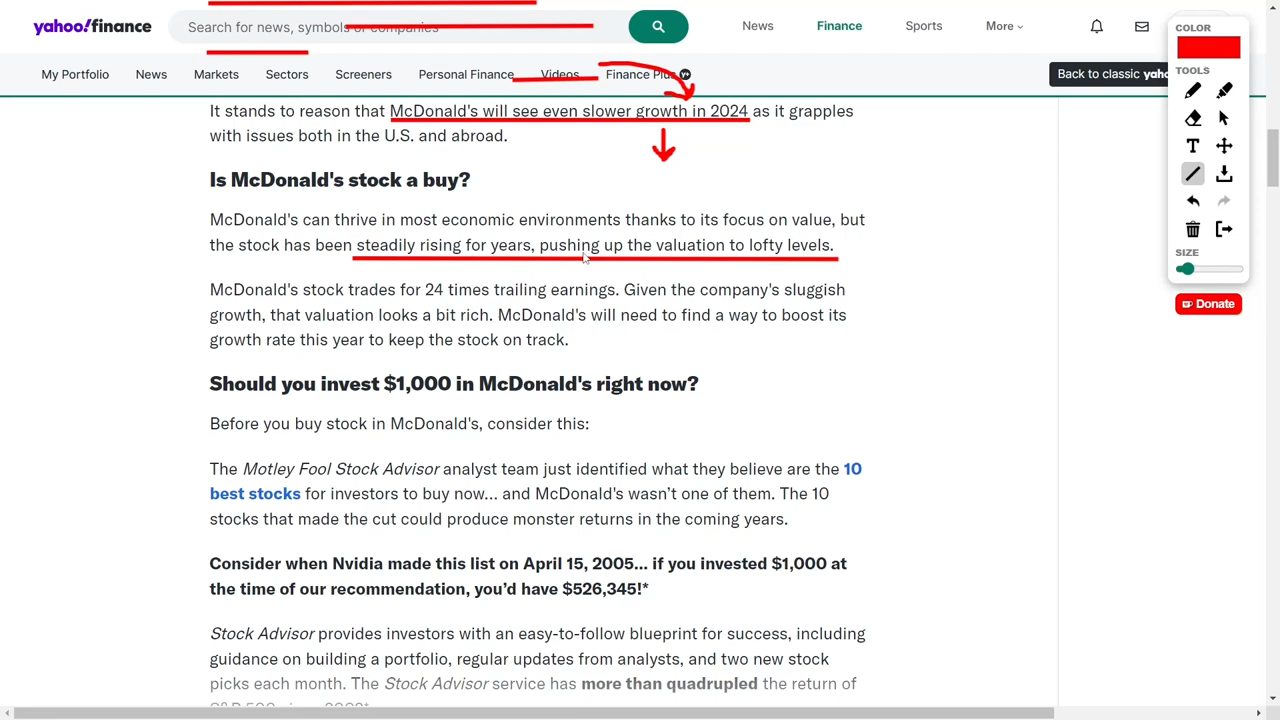 yahoo!finance
Search for news, symbols or companies
News
Finance
Sports
More
COLOR
TOOLS
My Portfolio
News
Markets
Sectors
Screeners
Personal Finance
Videos
Finance Plus
Back to classic
It stands to reason that McDonald's will see even slower growth in 2024 as it grapples
with issues both in the U.S. and abroad.
Is McDonald's stock a buy?
McDonald's can thrive in most economic environments thanks to its focus on value, but
the stock has been steadily rising for years, pushing up the valuation to lofty levels.
T
SIZE
Donate
McDonald's stock trades for 24 times trailing earnings. Given the company's sluggish
growth, that valuation looks a bit rich. McDonald's will need to find a way to boost its
growth rate this year to keep the stock on track.
Should you invest $1,000 in McDonald's right now?
Before you buy stock in McDonald's, consider this:
The Motley Fool Stock Advisor analyst team just identified what they believe are the 10
best stocks for investors to buy now… and McDonald's wasn't one of them. The 10
stocks that made the cut could produce monster returns in the coming years.
Consider when Nvidia made this list on April 15, 2005... if you invested $1,000 at
the time of our recommendation, you'd have $526,345!*
Stock Advisor provides investors with an easy-to-follow blueprint for success, including
guidance on building a portfolio, regular updates from analysts, and two new stock
picks each month. The Stock Advisor service has more than quadrupled the return of